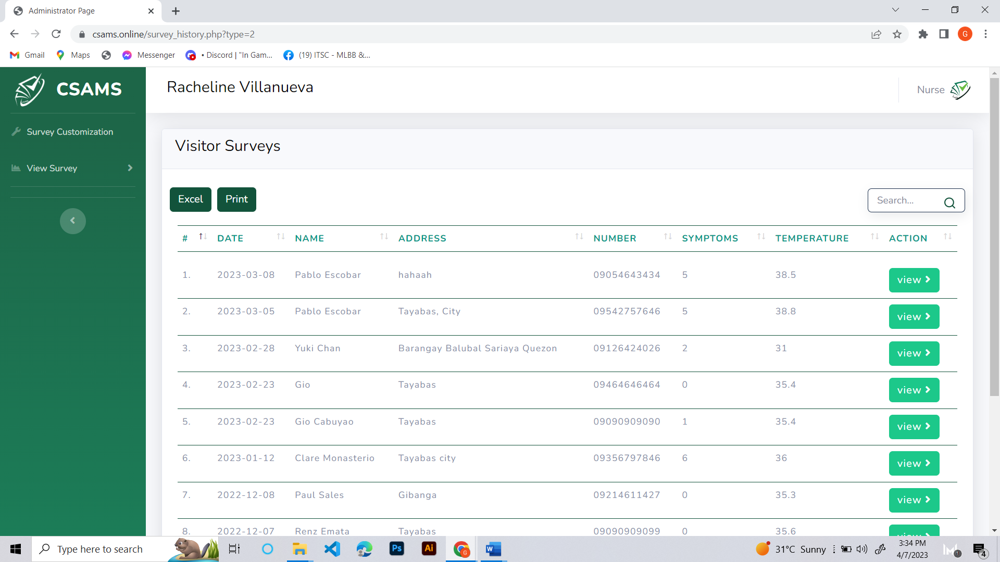 Administrator Page
csams.online/survey_history.php?type=2
G
Gmail Maps Messenger • Discord | "In Gam... (19) ITSC - MLBB &...
CSAMS
Racheline Villanueva
Nurse
Survey Customization
View Survey
Visitor Surveys
Excel Print
Search...
# DATE NAME ADDRESS NUMBER SYMPTOMS TEMPERATURE ACTION
1. 2023-03-08 Pablo Escobar hahaah 09054643434 5 38.5 view
2. 2023-03-05 Pablo Escobar Tayabas, City 09542757646 5 38.8 view
3. 2023-02-28 Yuki Chan Barangay Balubal Sariaya Quezon 09126424026 2 31 view
4. 2023-02-23 Gio Tayabas 09464646464 0 35.4 view
5. 2023-02-23 Gio Cabuyao Tayabas 09090909090 1 35.4 view
6. 2023-01-12 Clare Monasterio Tayabas city 09356797846 6 36 view
7. 2022-12-08 Paul Sales Gibanga 09214611427 0 35.3 view
8. 2022-12-07 Renz Emata Tayabas 09090909099 0 35.6 view
Type here to search
Ps Ai G W
31°C Sunny
3:34 PM
4/7/2023
1
4